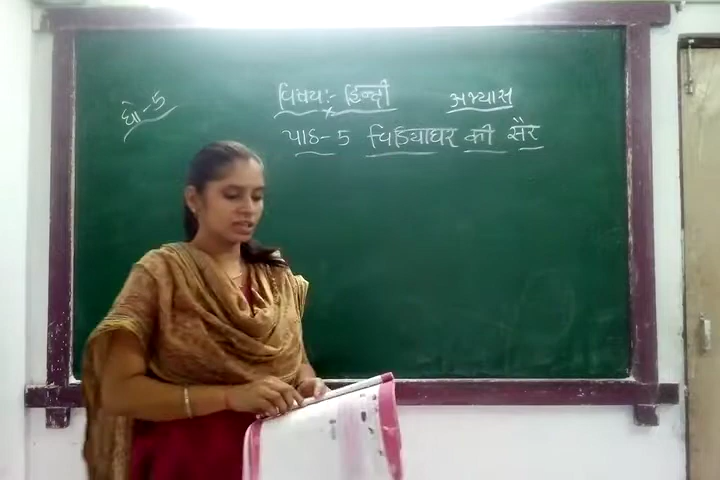 धो-5
विषय:- हिन्दी अभ्यास
पाठ- 5 चिडियाघर की सैर